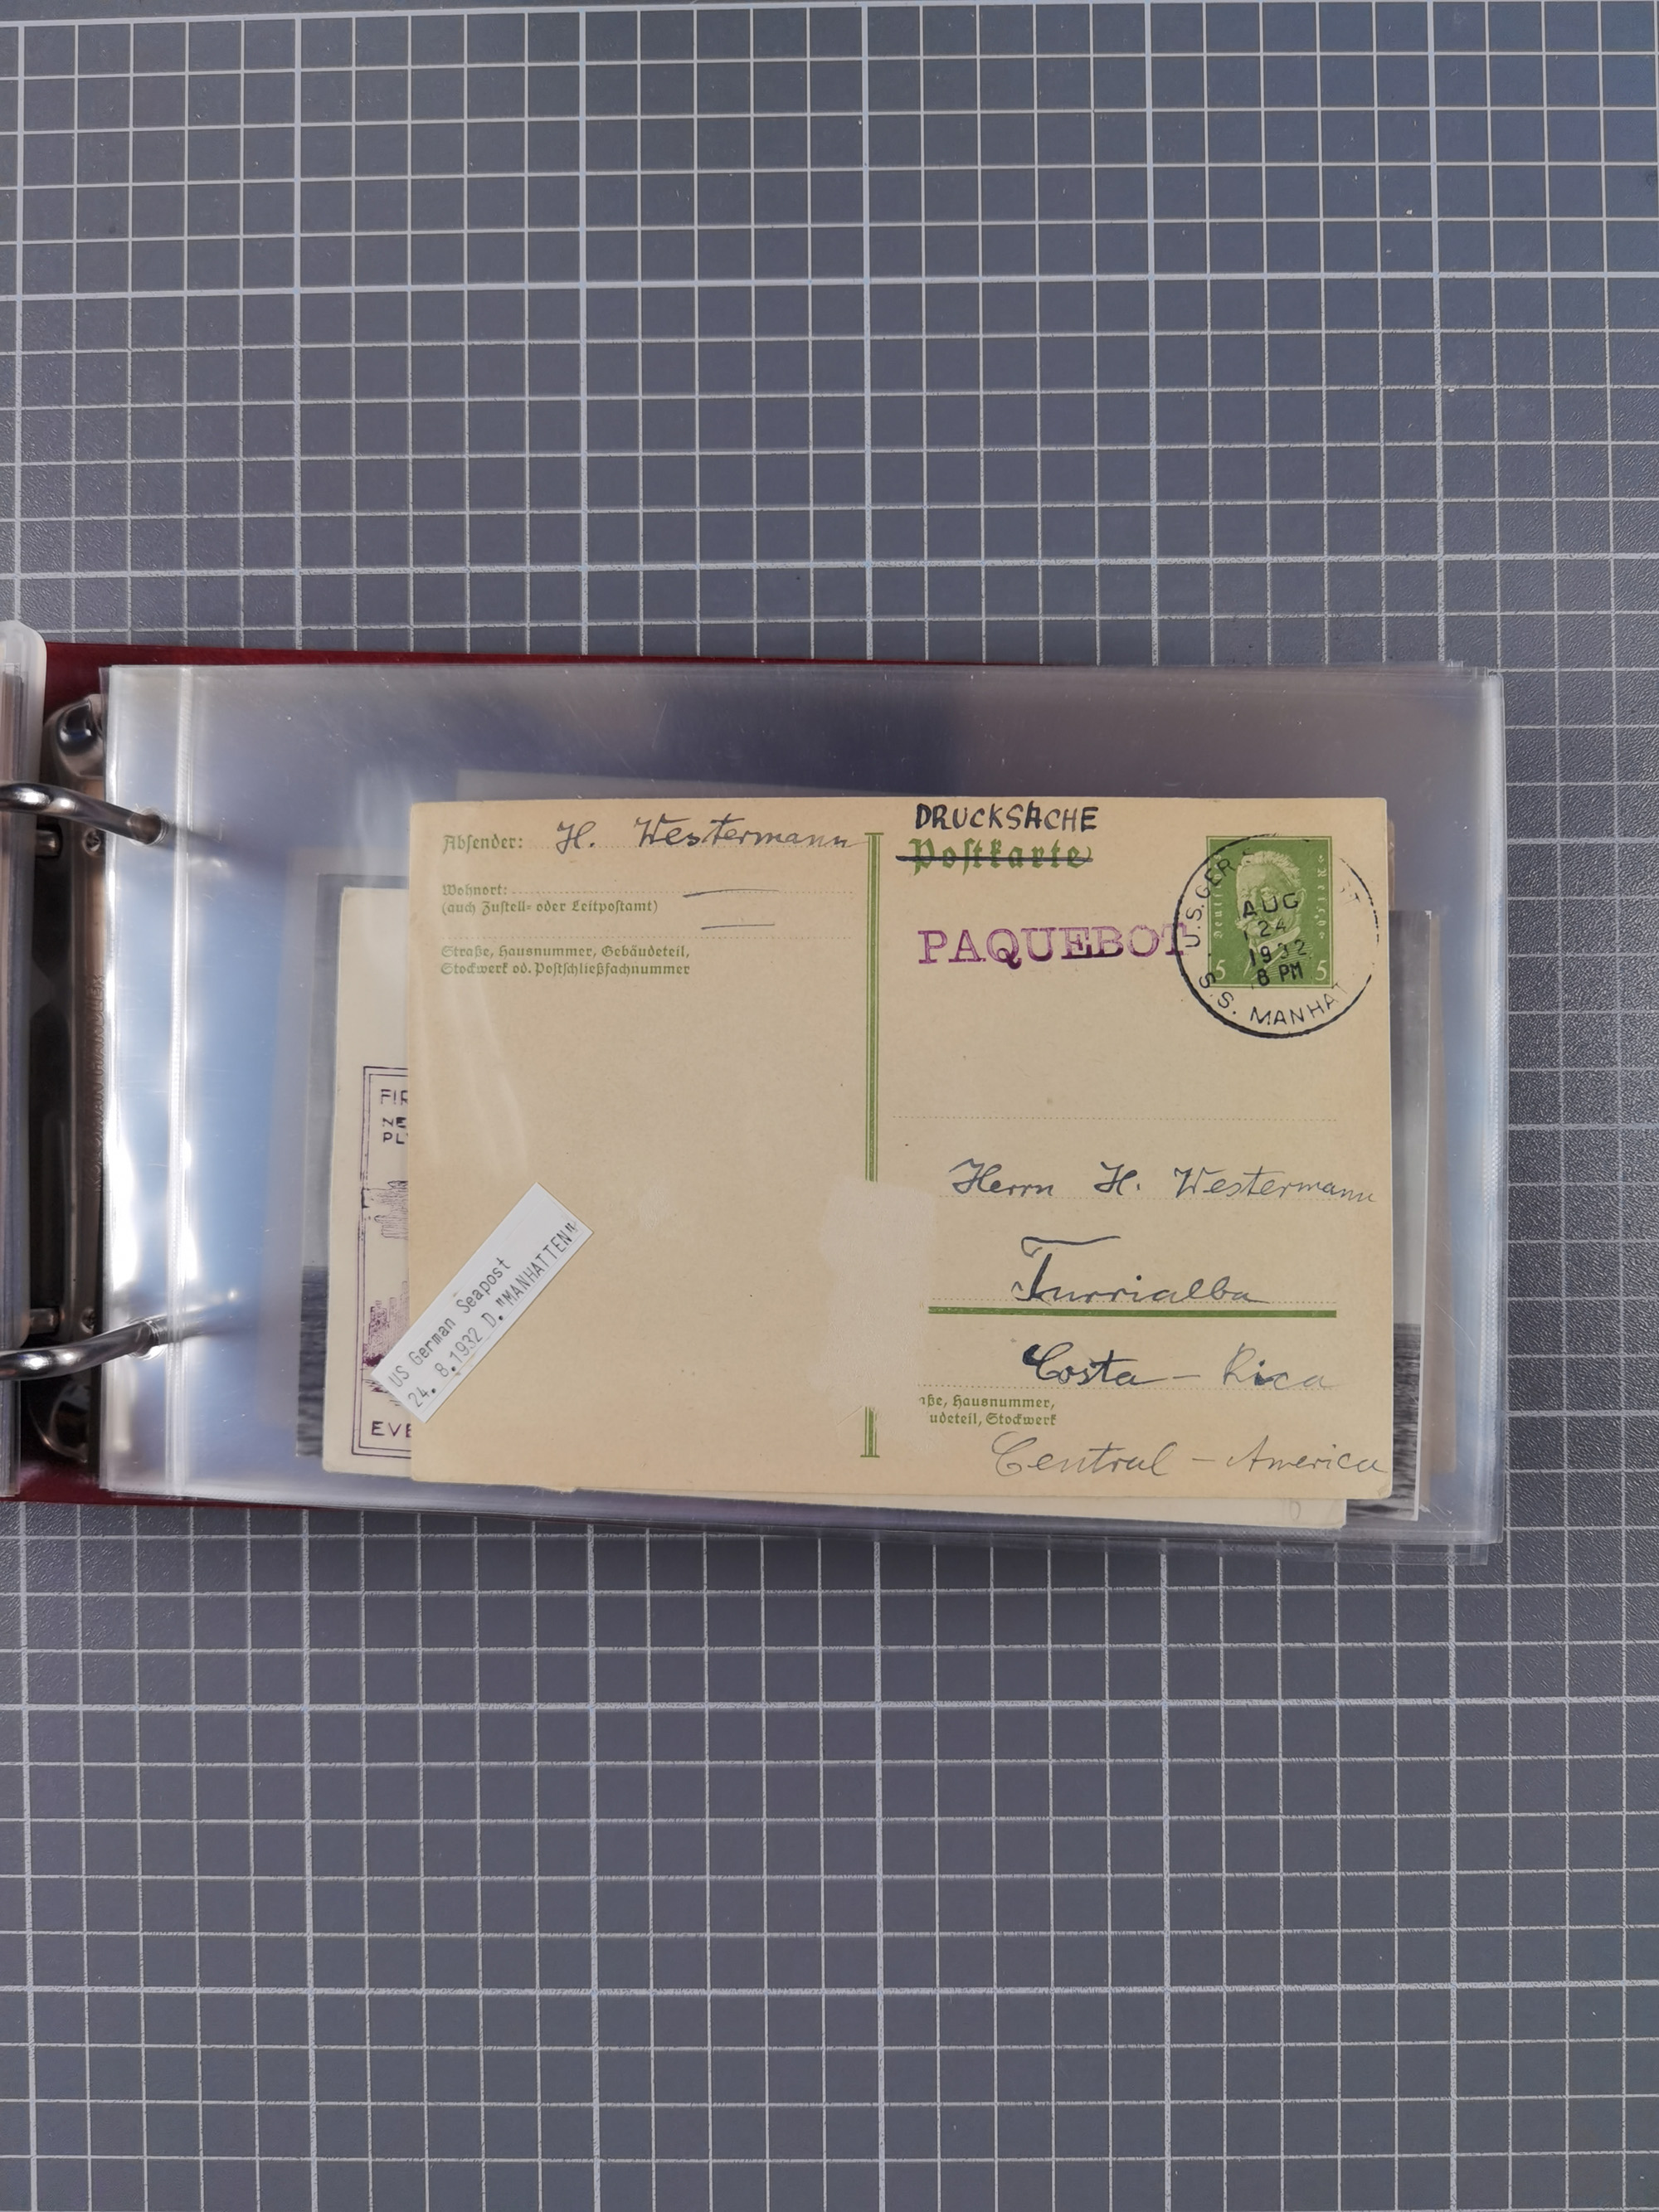 Absender: H. Westermann
Wohnort:
(auch Zustell- oder Leitpostamt)
Straße, Hausnummer, Gebäudeteil,
Stockwerk od. Postschließfachnummer
DRUCKSACHE
Postkarte
PAQUEBOT
U.S. GER
AUG
24
1932
8 PM
S.S. MANHAT
5 5
Herrn H. Westermann
Turrialba
Costa - Rica
ße, Hausnummer,
udeteil, Stockwerk
Central - America
US German Seapost
24. 8.1932 D."MANHATTEN"
FIR
PL
EVE